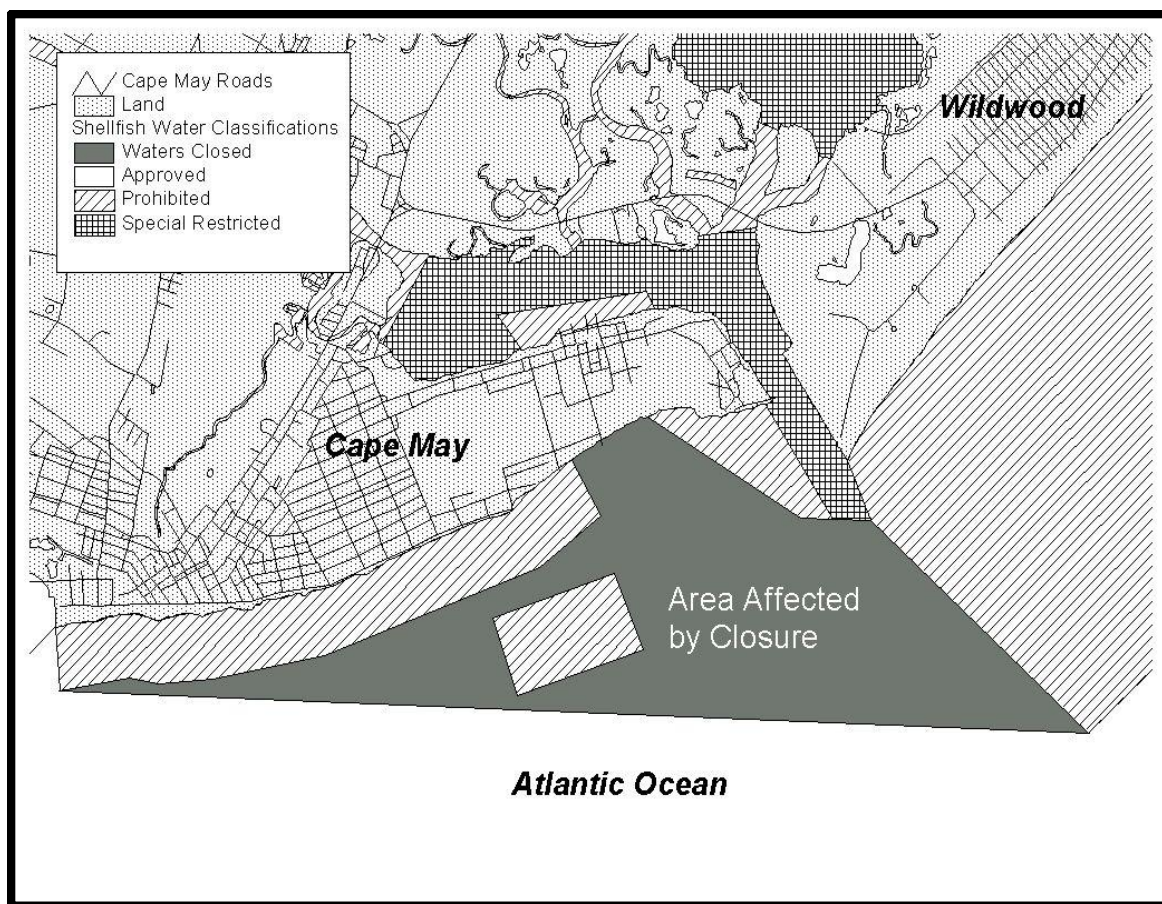 Cape May Roads
Land
Shellfish Water Classifications
Waters Closed
Approved
Prohibited
Special Restricted
Wildwood
Cape May
Area Affected
by Closure
Atlantic Ocean